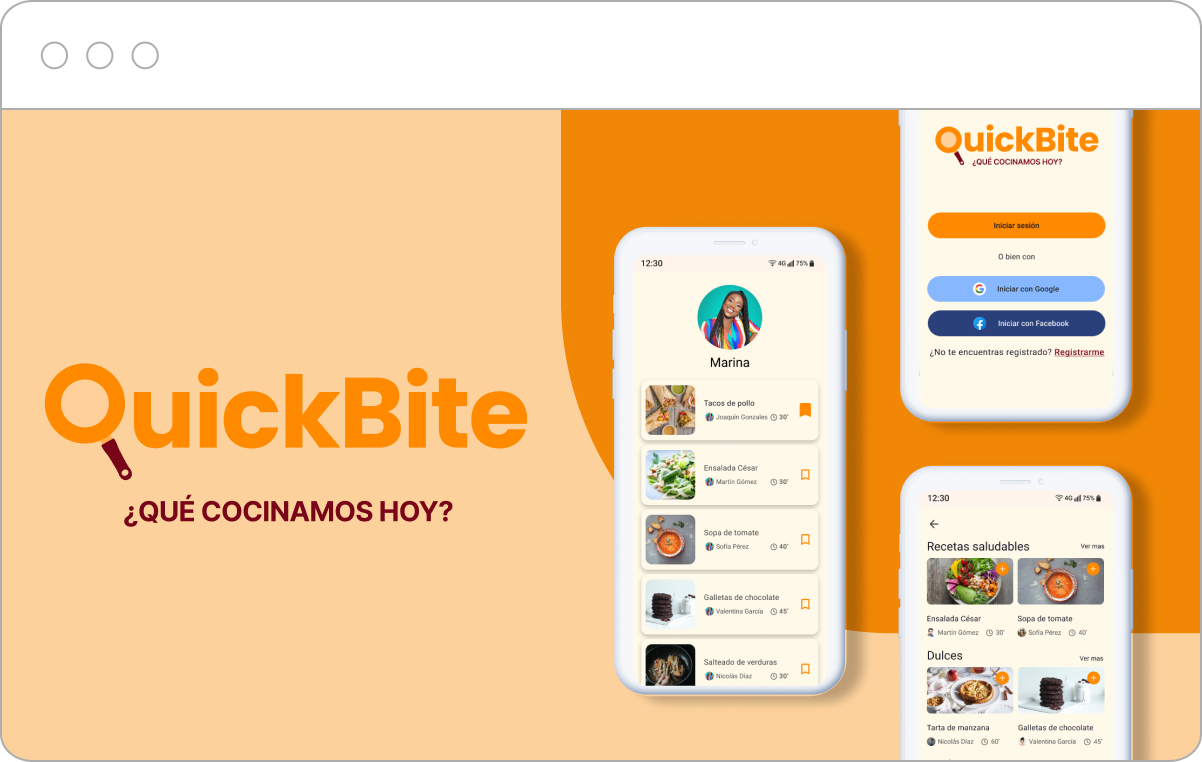 QuickBite
¿QUÉ COCINAMOS HOY?
12:30
4G 75%
Marina
Tacos de pollo
Joaquín Gonzales 30'
Ensalada César
Martín Gómez 30'
Sopa de tomate
Sofía Pérez 40'
Galletas de chocolate
Valentina García 45'
Salteado de verduras
Nicolás Díaz 30'
QuickBite
¿QUÉ COCINAMOS HOY?
Iniciar sesión
O bien con
Iniciar con Google
Iniciar con Facebook
¿No te encuentras registrado? Registrarme
12:30
4G 75%
Recetas saludables Ver mas
Ensalada César Sopa de tomate
Martín Gómez 30' Sofía Pérez 40'
Dulces Ver mas
Tarta de manzana Galletas de chocolate
Nicolás Díaz 60' Valentina García 45'